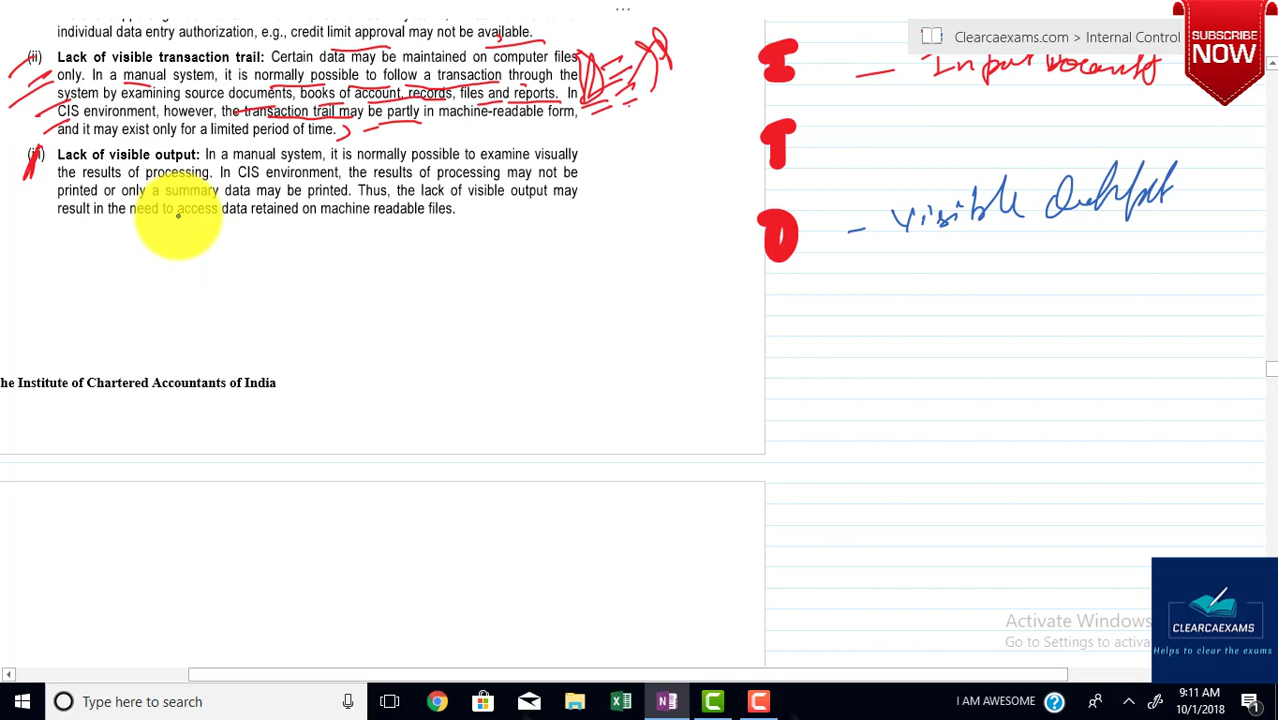 individual data entry authorization, e.g., credit limit approval may not be available.
(ii) Lack of visible transaction trail: Certain data may be maintained on computer files
only. In a manual system, it is normally possible to follow a transaction through the
system by examining source documents, books of account, records, files and reports. In
CIS environment, however, the transaction trail may be partly in machine-readable form,
and it may exist only for a limited period of time.
(iii) Lack of visible output: In a manual system, it is normally possible to examine visually
the results of processing. In CIS environment, the results of processing may not be
printed or only a summary data may be printed. Thus, the lack of visible output may
result in the need to access data retained on machine readable files.
he Institute of Chartered Accountants of India
Clearcaexams.com > Internal Control
SUBSCRIBE
NOW
I - Input
T
O - Visible Output
Activate Windows
Go to Settings to activa
CLEARCAEXAMS
Helps to clear the exams
Type here to search
I AM AWESOME
9:11 AM
10/1/2018